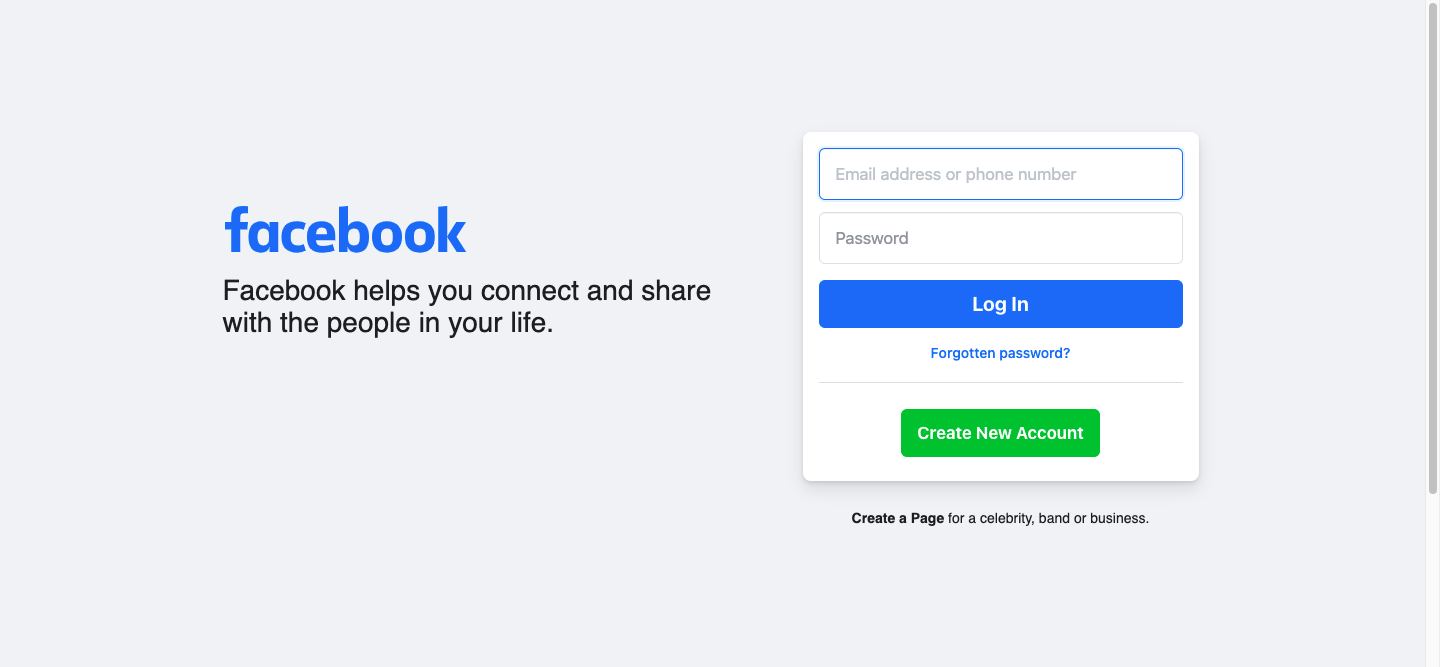 facebook
Facebook helps you connect and share
with the people in your life.
Email address or phone number
Password
Log In
Forgotten password?
Create New Account
Create a Page for a celebrity, band or business.